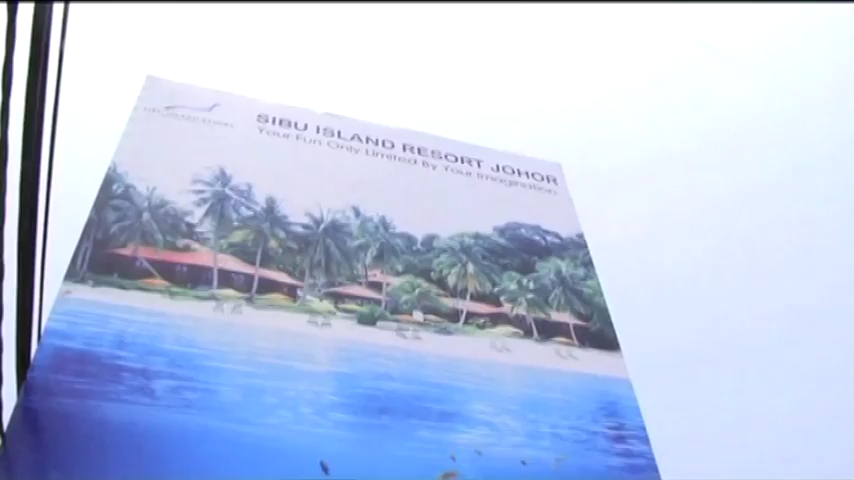 SIBU ISLAND RESORT JOHOR
Your Fun Only Limited By Your Imagination